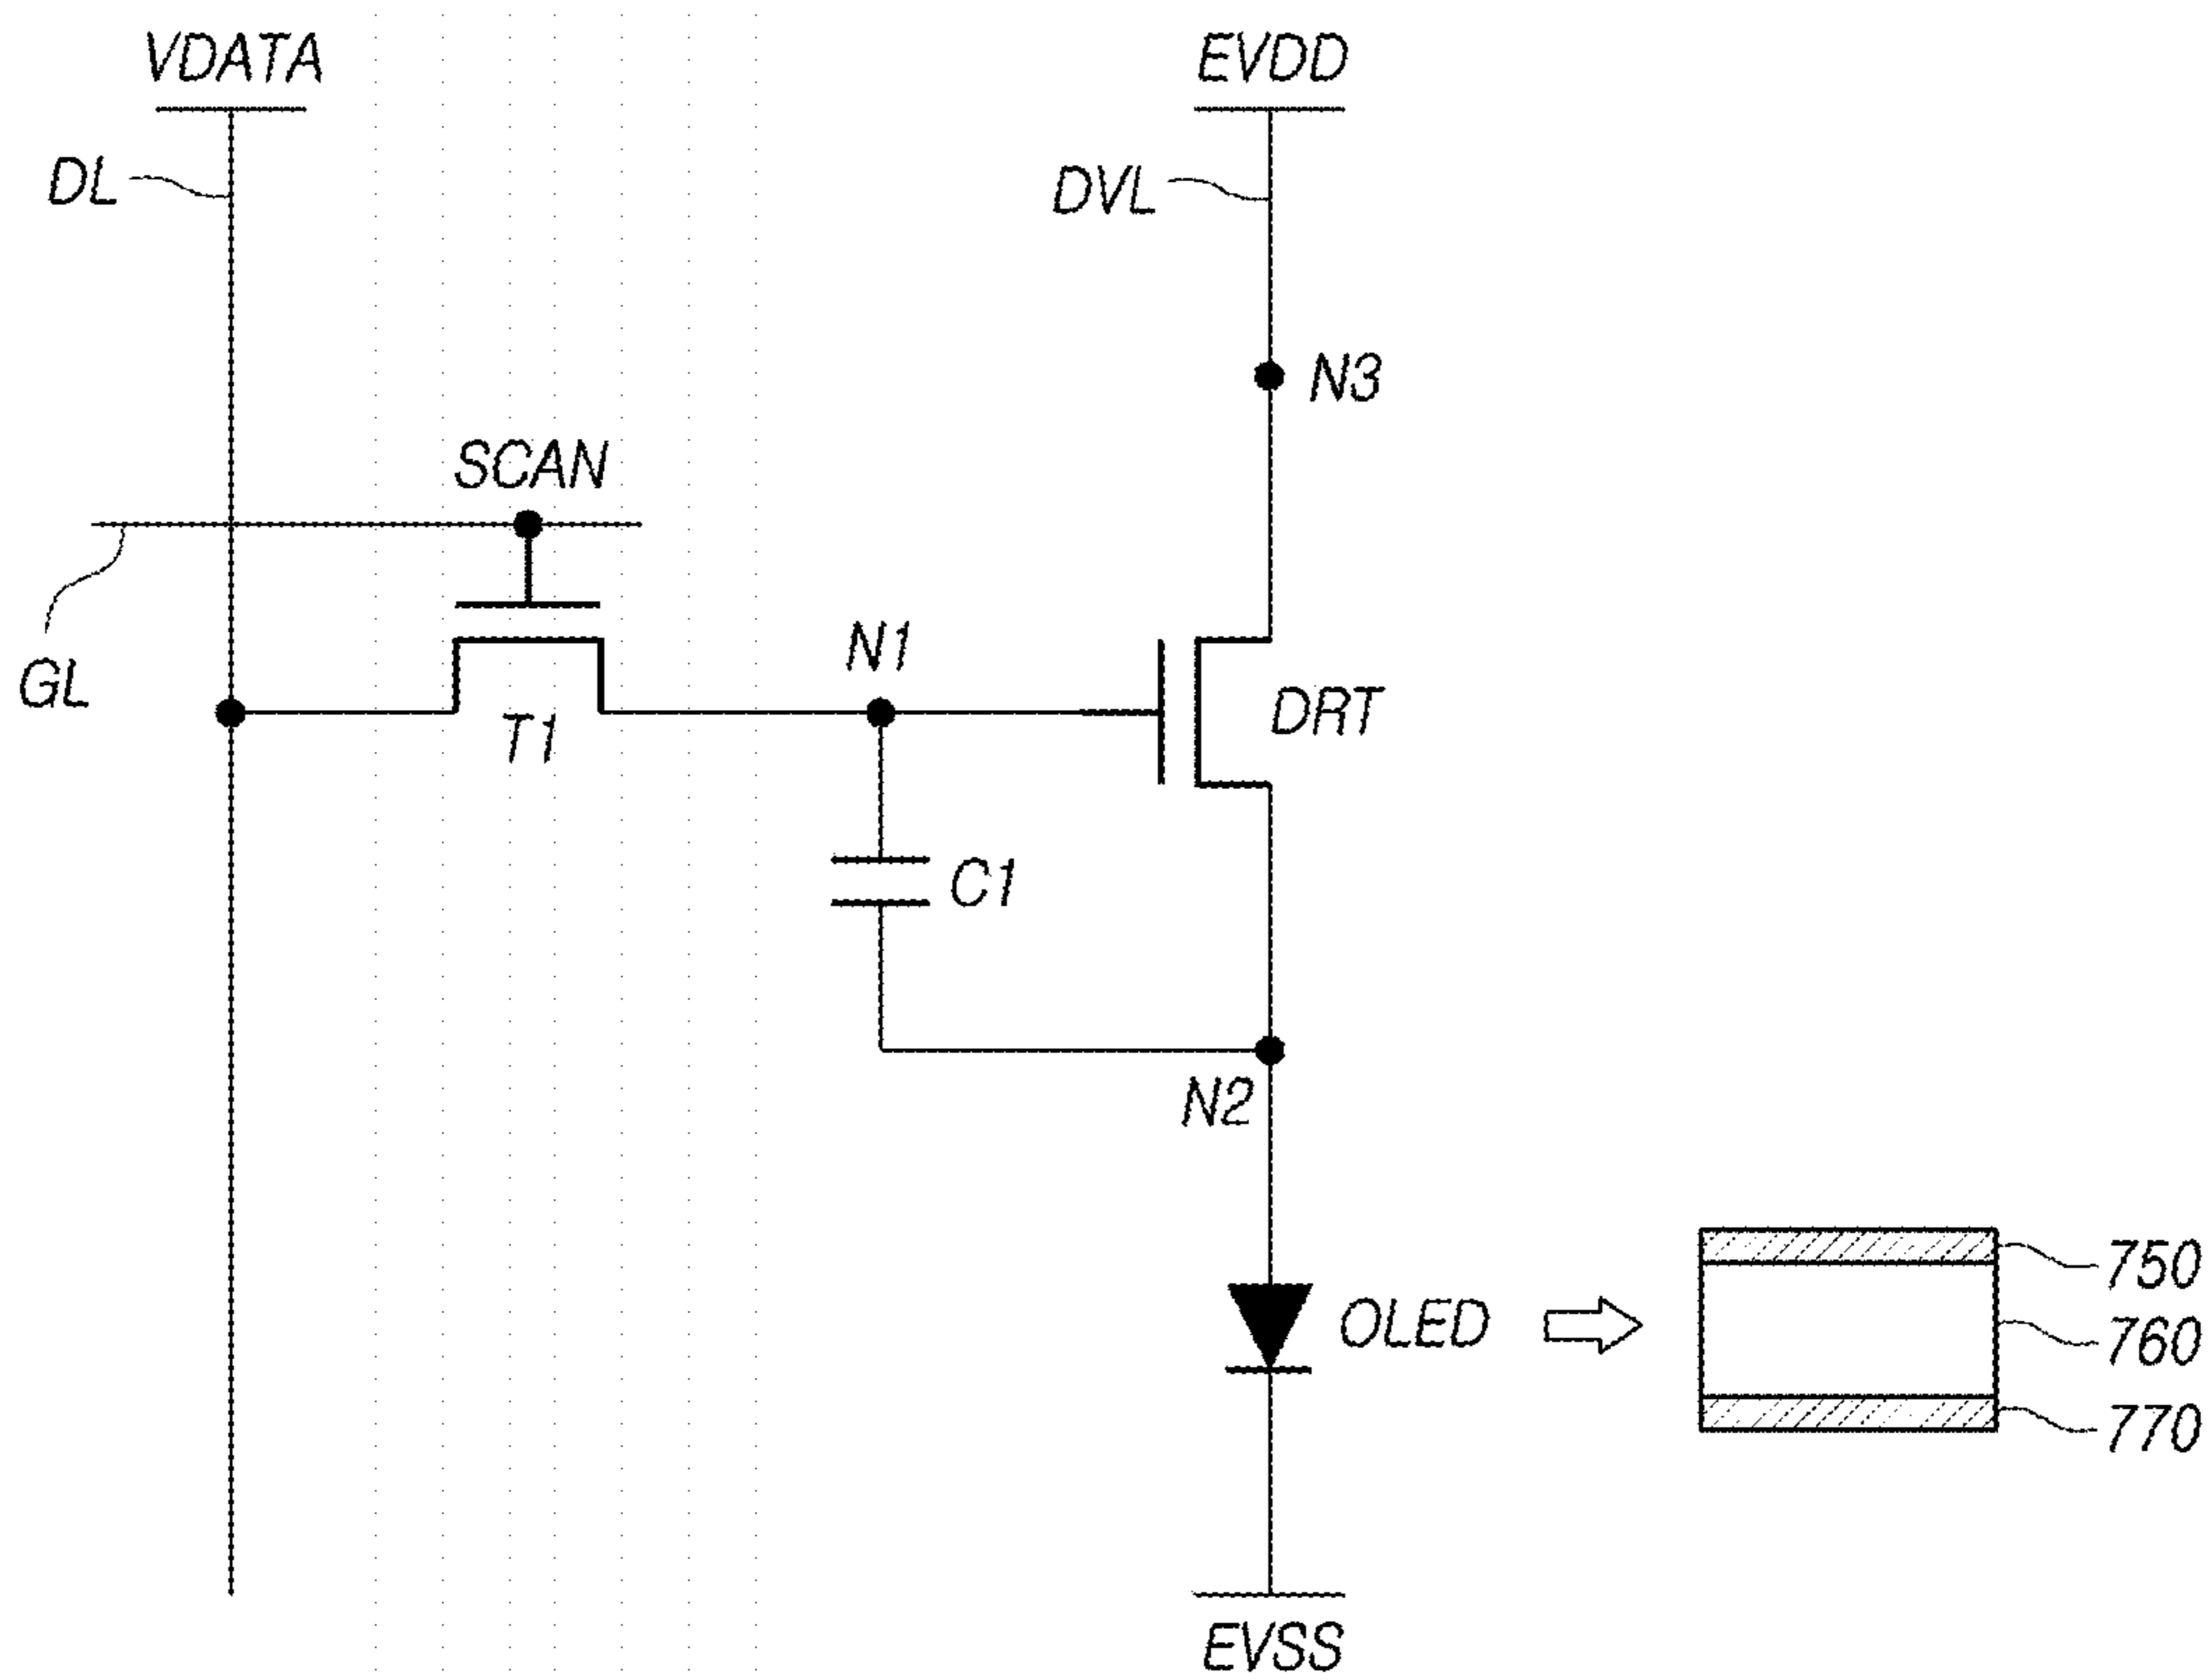 VDATA
EVDD
DL
DVL
N3
SCAN
GL
N1
T1
DRT
C1
N2
OLED
750
760
770
EVSS